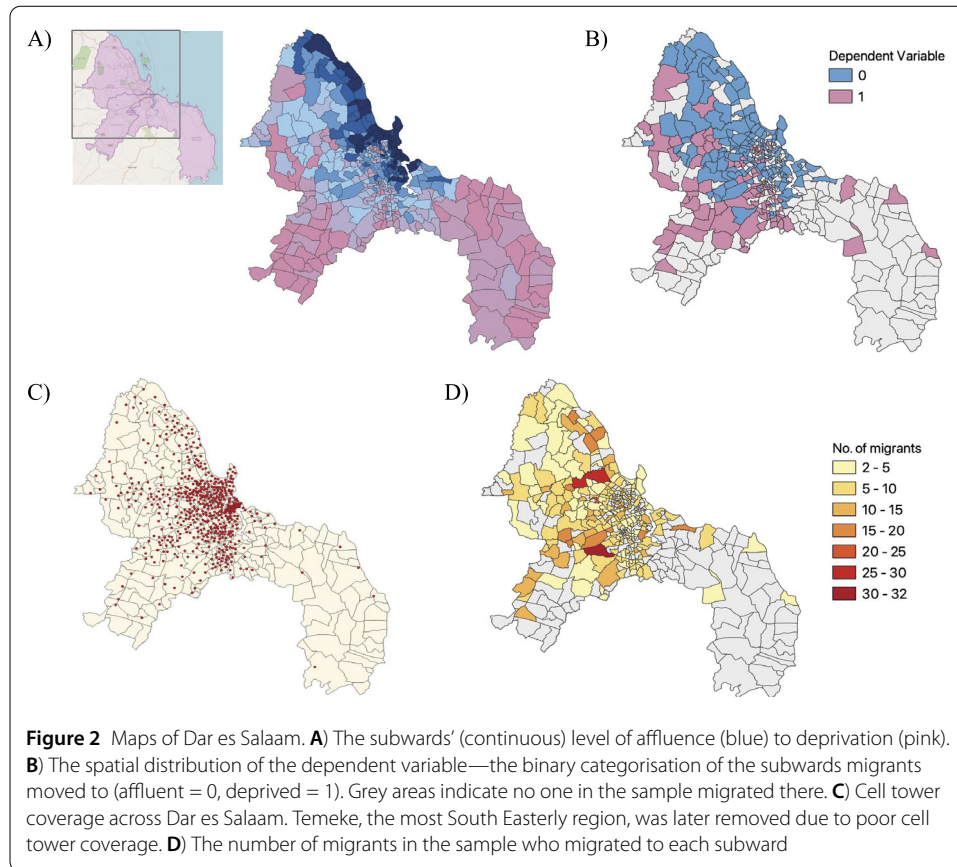 A)
B)
Dependent Variable
0
1
C)
D)
No. of migrants
2 - 5
5 - 10
10 - 15
15 - 20
20 - 25
25 - 30
30 - 32
Figure 2 Maps of Dar es Salaam. A) The subwards’ (continuous) level of affluence (blue) to deprivation (pink).
B) The spatial distribution of the dependent variable—the binary categorisation of the subwards migrants
moved to (affluent = 0, deprived = 1). Grey areas indicate no one in the sample migrated there. C) Cell tower
coverage across Dar es Salaam. Temeke, the most South Easterly region, was later removed due to poor cell
tower coverage. D) The number of migrants in the sample who migrated to each subward